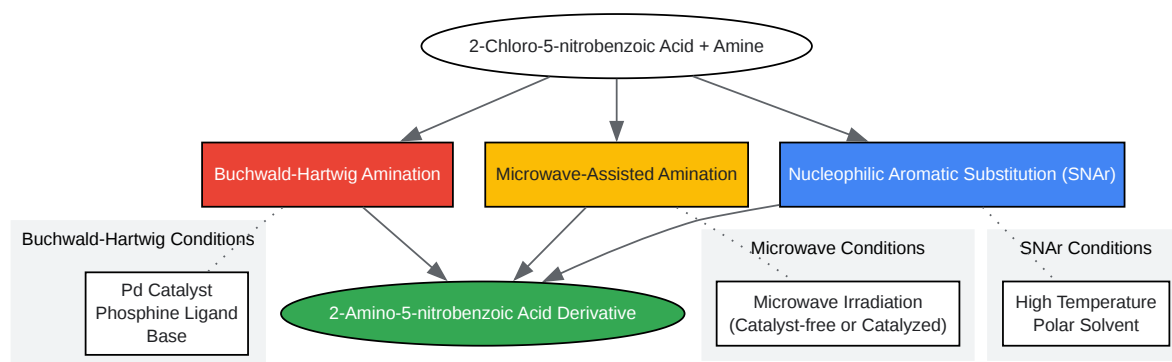 2-Chloro-5-nitrobenzoic Acid + Amine
Buchwald-Hartwig Amination
Microwave-Assisted Amination
Nucleophilic Aromatic Substitution (SNAr)
Buchwald-Hartwig Conditions
Pd Catalyst
Phosphine Ligand
Base
2-Amino-5-nitrobenzoic Acid Derivative
Microwave Conditions
Microwave Irradiation
(Catalyst-free or Catalyzed)
SNAr Conditions
High Temperature
Polar Solvent